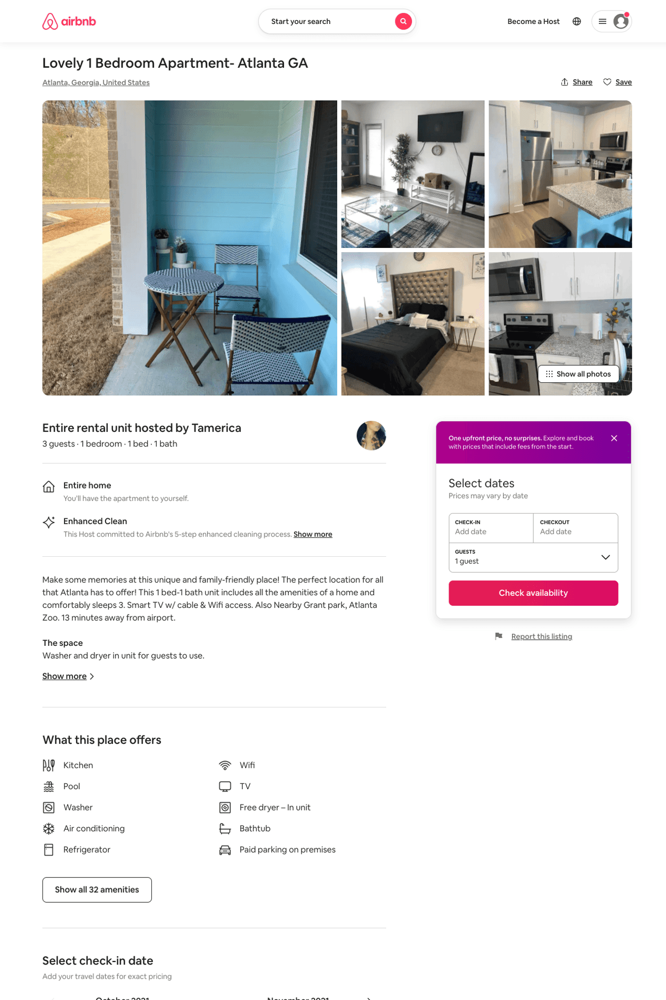 airbnb
Start your search
Become a Host
Lovely 1 Bedroom Apartment- Atlanta GA
Atlanta, Georgia, United States
Share
Save
Show all photos
Entire rental unit hosted by Tamerica
3 guests · 1 bedroom · 1 bed · 1 bath
Entire home
You'll have the apartment to yourself.
Enhanced Clean
This Host committed to Airbnb's 5-step enhanced cleaning process. Show more
Make some memories at this unique and family-friendly place! The perfect location for all
that Atlanta has to offer! This 1 bed-1 bath unit includes all the amenities of a home and
comfortably sleeps 3. Smart TV w/ cable & Wifi access. Also Nearby Grant park, Atlanta
Zoo. 13 minutes away from airport.
The space
Washer and dryer in unit for guests to use.
Show more
One upfront price, no surprises. Explore and book
with prices that include fees from the start.
Select dates
Prices may vary by date
CHECK-IN
Add date
CHECKOUT
Add date
GUESTS
1 guest
Check availability
Report this listing
What this place offers
Kitchen
Wifi
Pool
TV
Washer
Free dryer – In unit
Air conditioning
Bathtub
Refrigerator
Paid parking on premises
Show all 32 amenities
Select check-in date
Add your travel dates for exact pricing
October 2021
November 2021